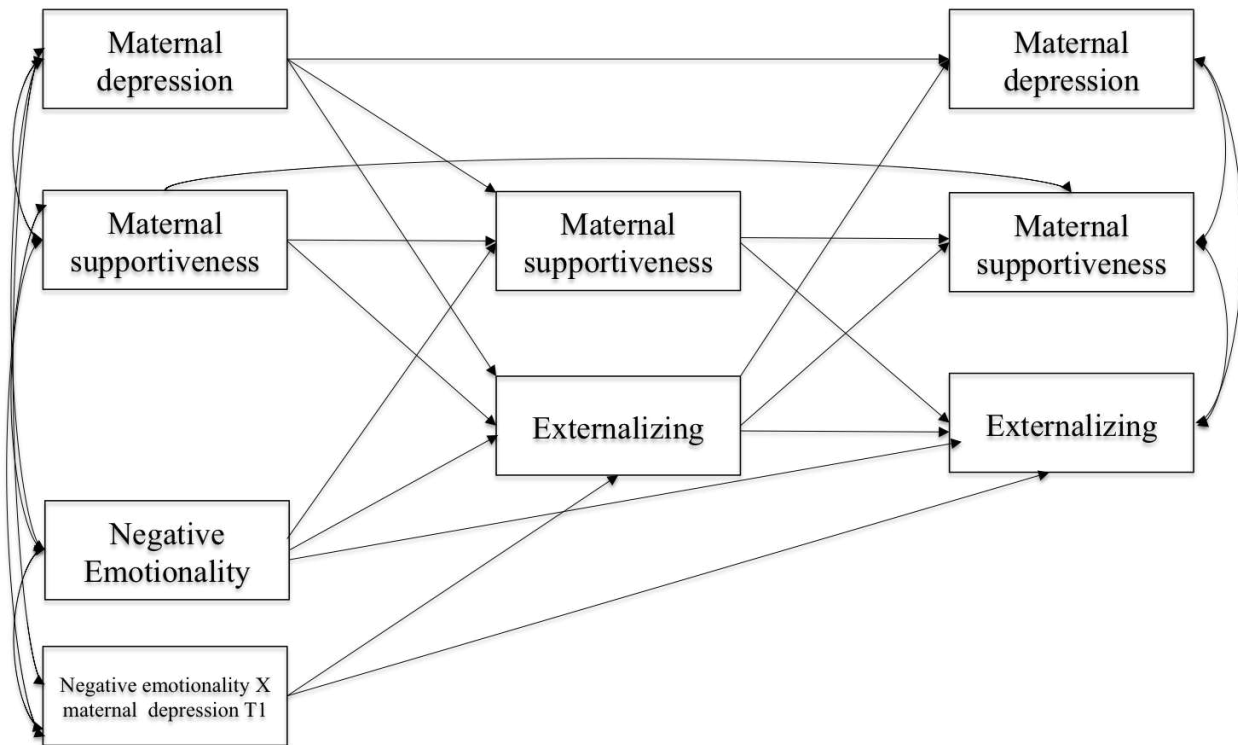 Maternal
depression
Maternal
depression
Maternal
supportiveness
Maternal
supportiveness
Maternal
supportiveness
Externalizing
Externalizing
Negative
Emotionality
Negative emotionality X
maternal depression T1